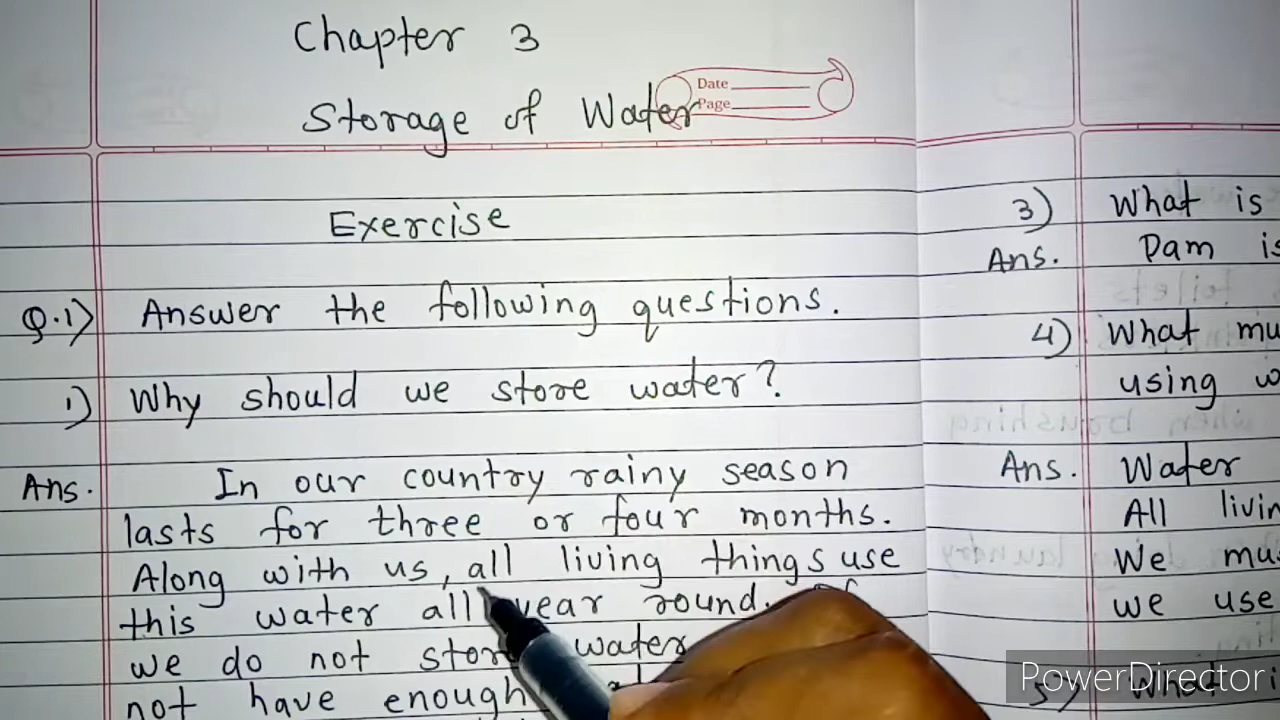 Chapter 3
Date
Page
Storage of Water
Exercise
Q.1) Answer the following questions.
1) Why should we store water?
Ans. In our country rainy season
lasts for three or four months.
Along with us, all living things use
this water all year round.
we do not store water
not have enough
3) What is
Ans. Dam is
4) What mu
using w
Ans. Water
All livin
We mu
we use
5) What i
PowerDirector